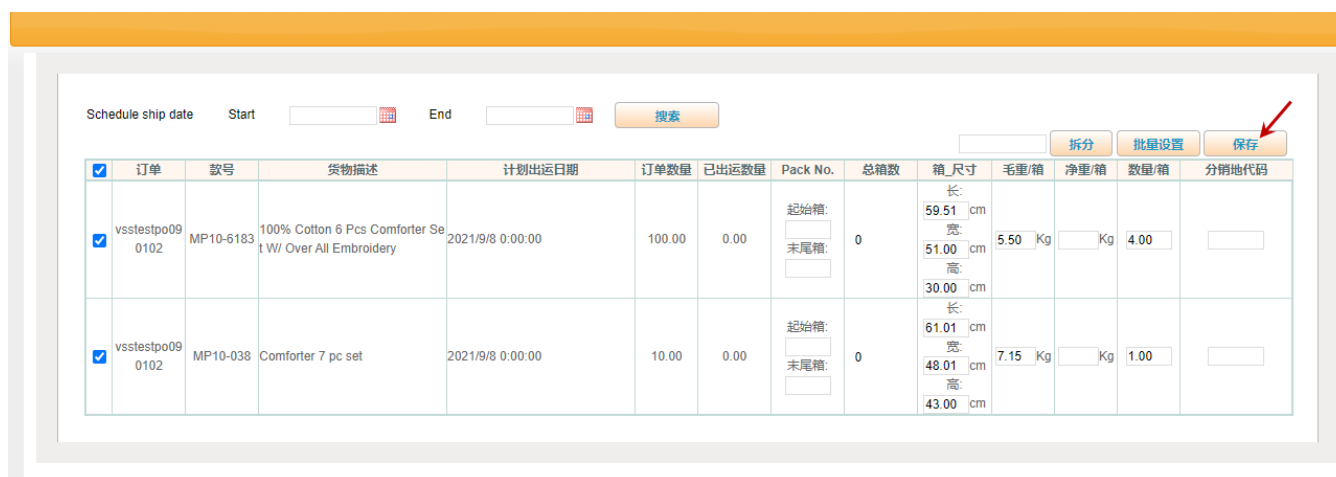 Schedule ship date Start End 搜索
拆分 批量设置 保存
订单 款号 货物描述 计划出运日期 订单数量 已出运数量 Pack No. 总箱数 箱_尺寸 毛重/箱 净重/箱 数量/箱 分销地代码
vsstestpo09
0102
MP10-6183
100% Cotton 6 Pcs Comforter Se
t W/ Over All Embroidery
2021/9/8 0:00:00
100.00
0.00
起始箱:
末尾箱:
0
长:
59.51 cm
宽:
51.00 cm
高:
30.00 cm
5.50 Kg
Kg
4.00
vsstestpo09
0102
MP10-038
Comforter 7 pc set
2021/9/8 0:00:00
10.00
0.00
起始箱:
末尾箱:
0
长:
61.01 cm
宽:
48.01 cm
高:
43.00 cm
7.15 Kg
Kg
1.00